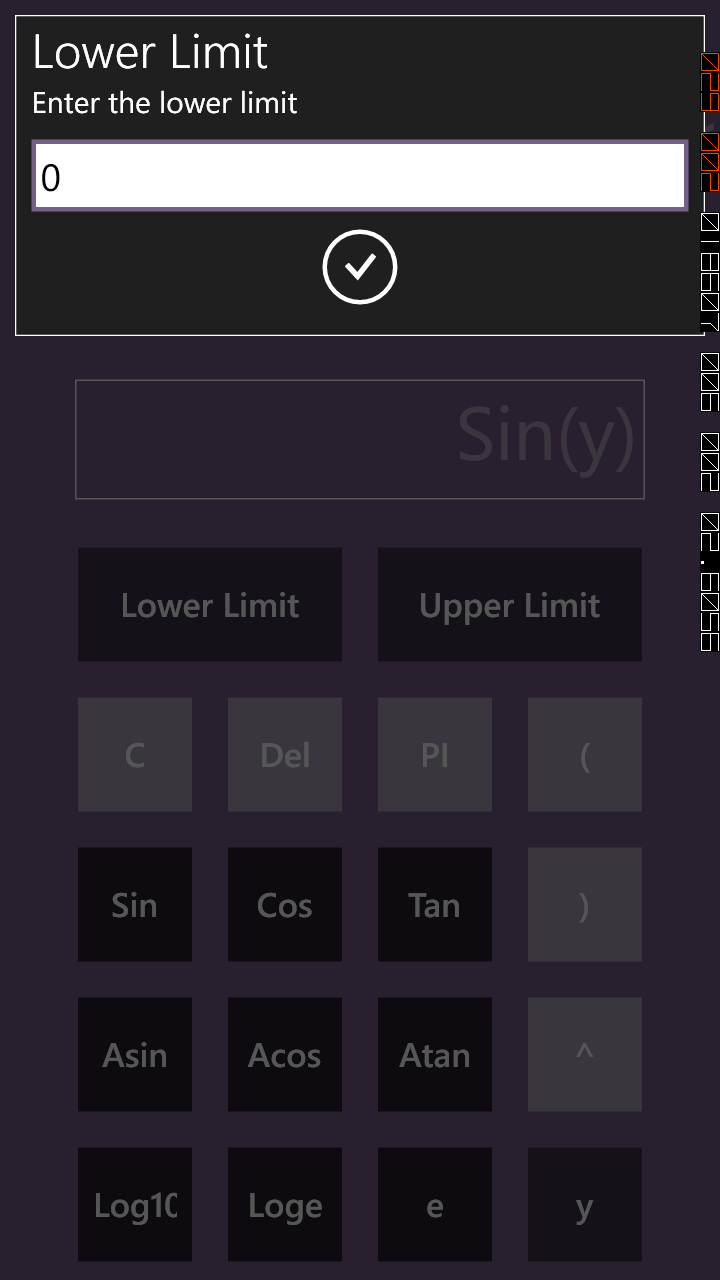 Lower Limit
Enter the lower limit
0
Sin(y)
Lower Limit Upper Limit
C Del PI (
Sin Cos Tan )
Asin Acos Atan ^
Log10 Loge e y